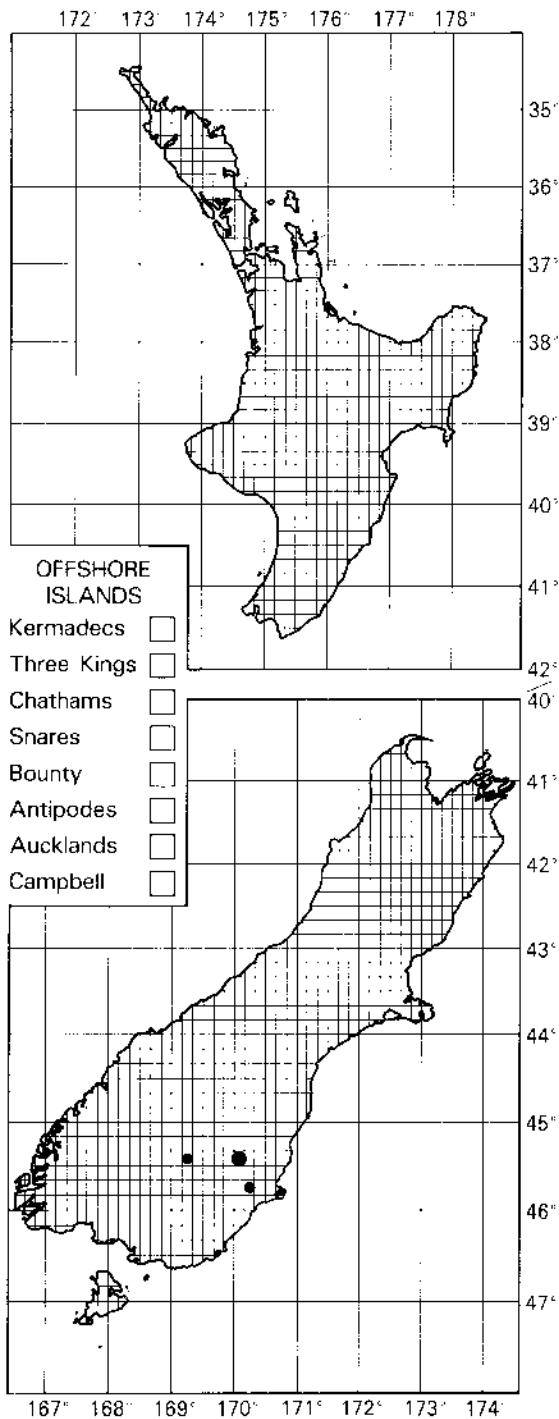 172° 173° 174° 175° 176° 177° 178°
35°
36°
37°
38°
39°
40°
41°
42°
OFFSHORE
ISLANDS
Kermadecs
Three Kings
Chathams
Snares
Bounty
Antipodes
Aucklands
Campbell
40°
41°
42°
43°
44°
45°
46°
47°
167° 168° 169° 170° 171° 172° 173° 174°